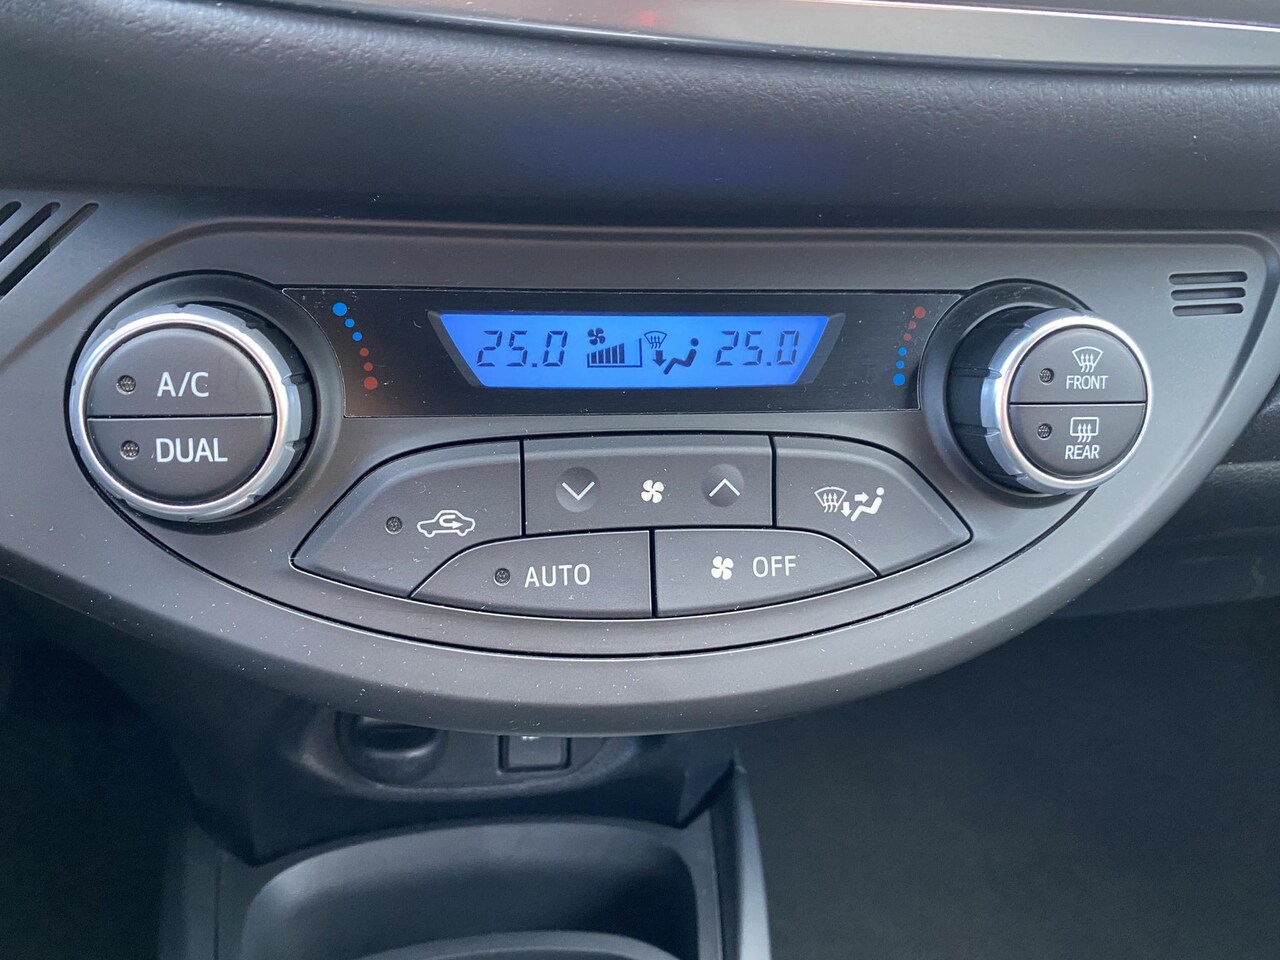 25.0 25.0
A/C
DUAL
FRONT
REAR
AUTO
OFF